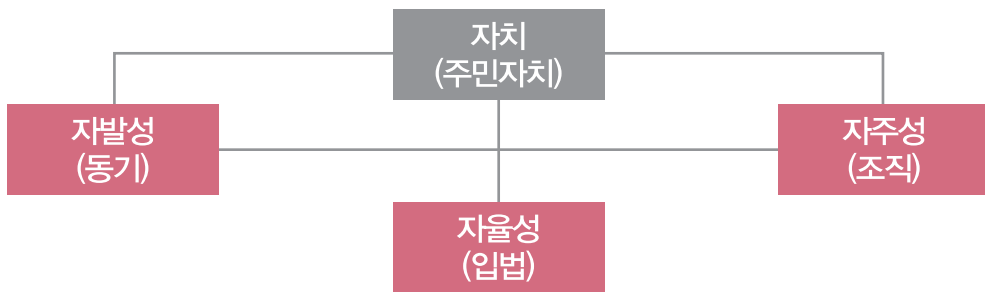 자치
(주민자치)
자발성
(동기)
자주성
(조직)
자율성
(입법)